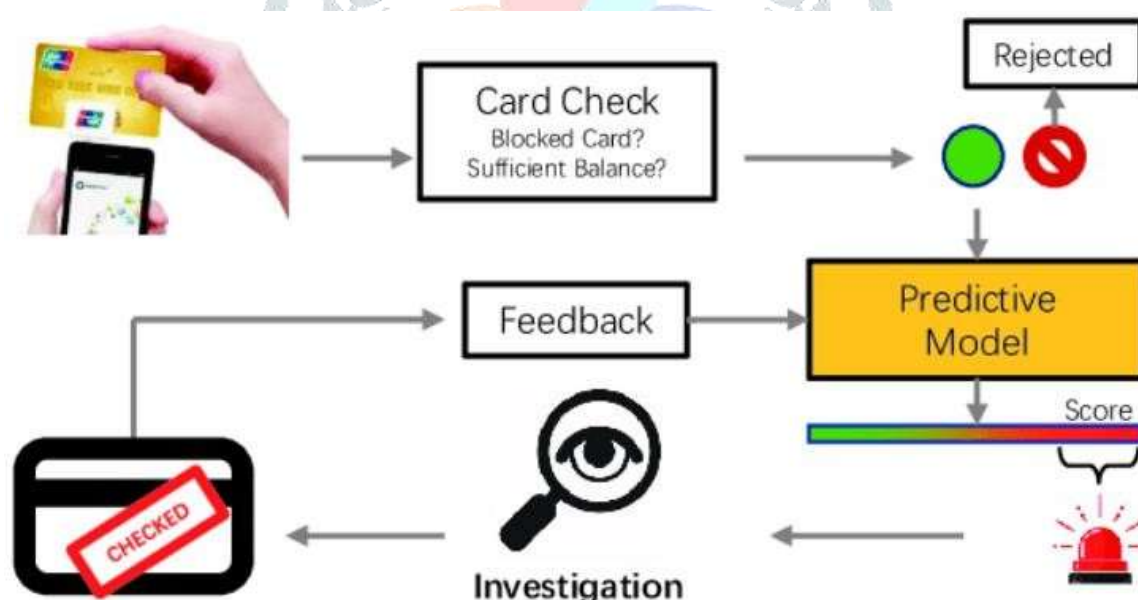 Card Check
Blocked Card?
Sufficient Balance?
Rejected
Predictive
Model
Feedback
Score
CHECKED
Investigation